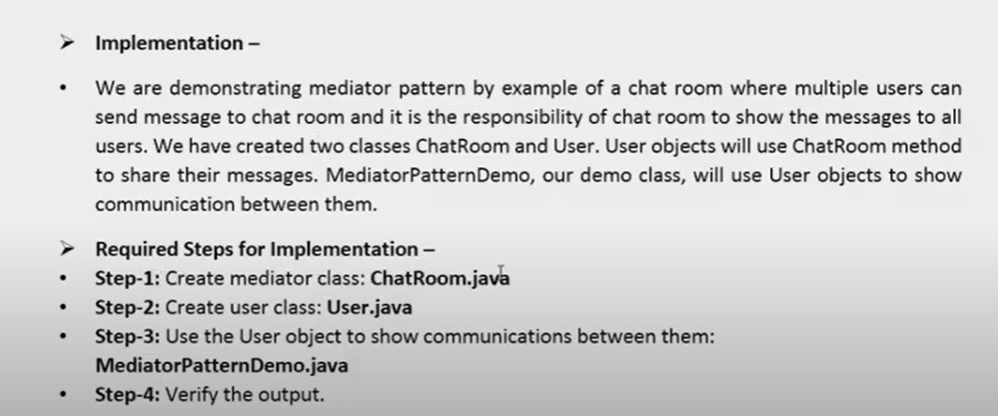 ➢ Implementation –
• We are demonstrating mediator pattern by example of a chat room where multiple users can
send message to chat room and it is the responsibility of chat room to show the messages to all
users. We have created two classes ChatRoom and User. User objects will use ChatRoom method
to share their messages. MediatorPatternDemo, our demo class, will use User objects to show
communication between them.
➢ Required Steps for Implementation –
• Step-1: Create mediator class: ChatRoom.java
• Step-2: Create user class: User.java
• Step-3: Use the User object to show communications between them:
MediatorPatternDemo.java
• Step-4: Verify the output.